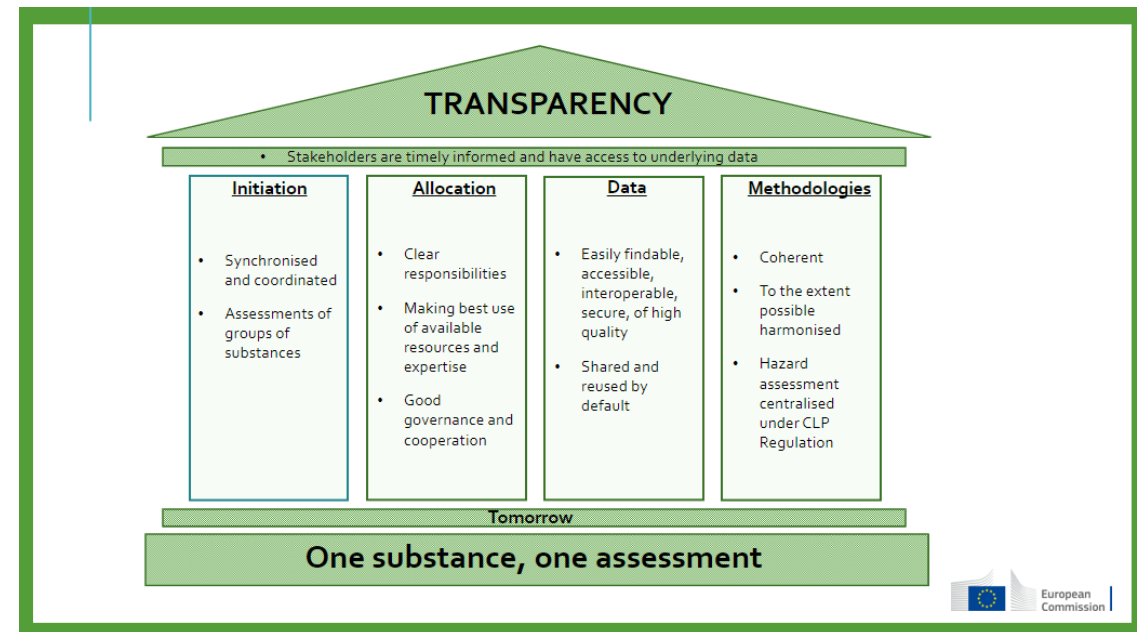 TRANSPARENCY
• Stakeholders are timely informed and have access to underlying data
Initiation
• Synchronised
and coordinated
• Assessments of
groups of
substances
Allocation
• Clear
responsibilities
• Making best use
of available
resources and
expertise
• Good
governance and
cooperation
Data
• Easily findable,
accessible,
interoperable,
secure, of high
quality
• Shared and
reused by
default
Methodologies
• Coherent
• To the extent
possible
harmonised
• Hazard
assessment
centralised
under CLP
Regulation
Tomorrow
One substance, one assessment
European
Commission